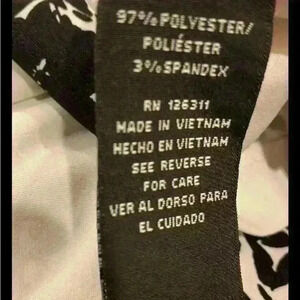 97% POLYESTER/
POLIÉSTER
3% SPANDEX
RN 126311
MADE IN VIETNAM
HECHO EN VIETNAM
SEE REVERSE
FOR CARE
VER AL DORSO PARA
EL CUIDADO